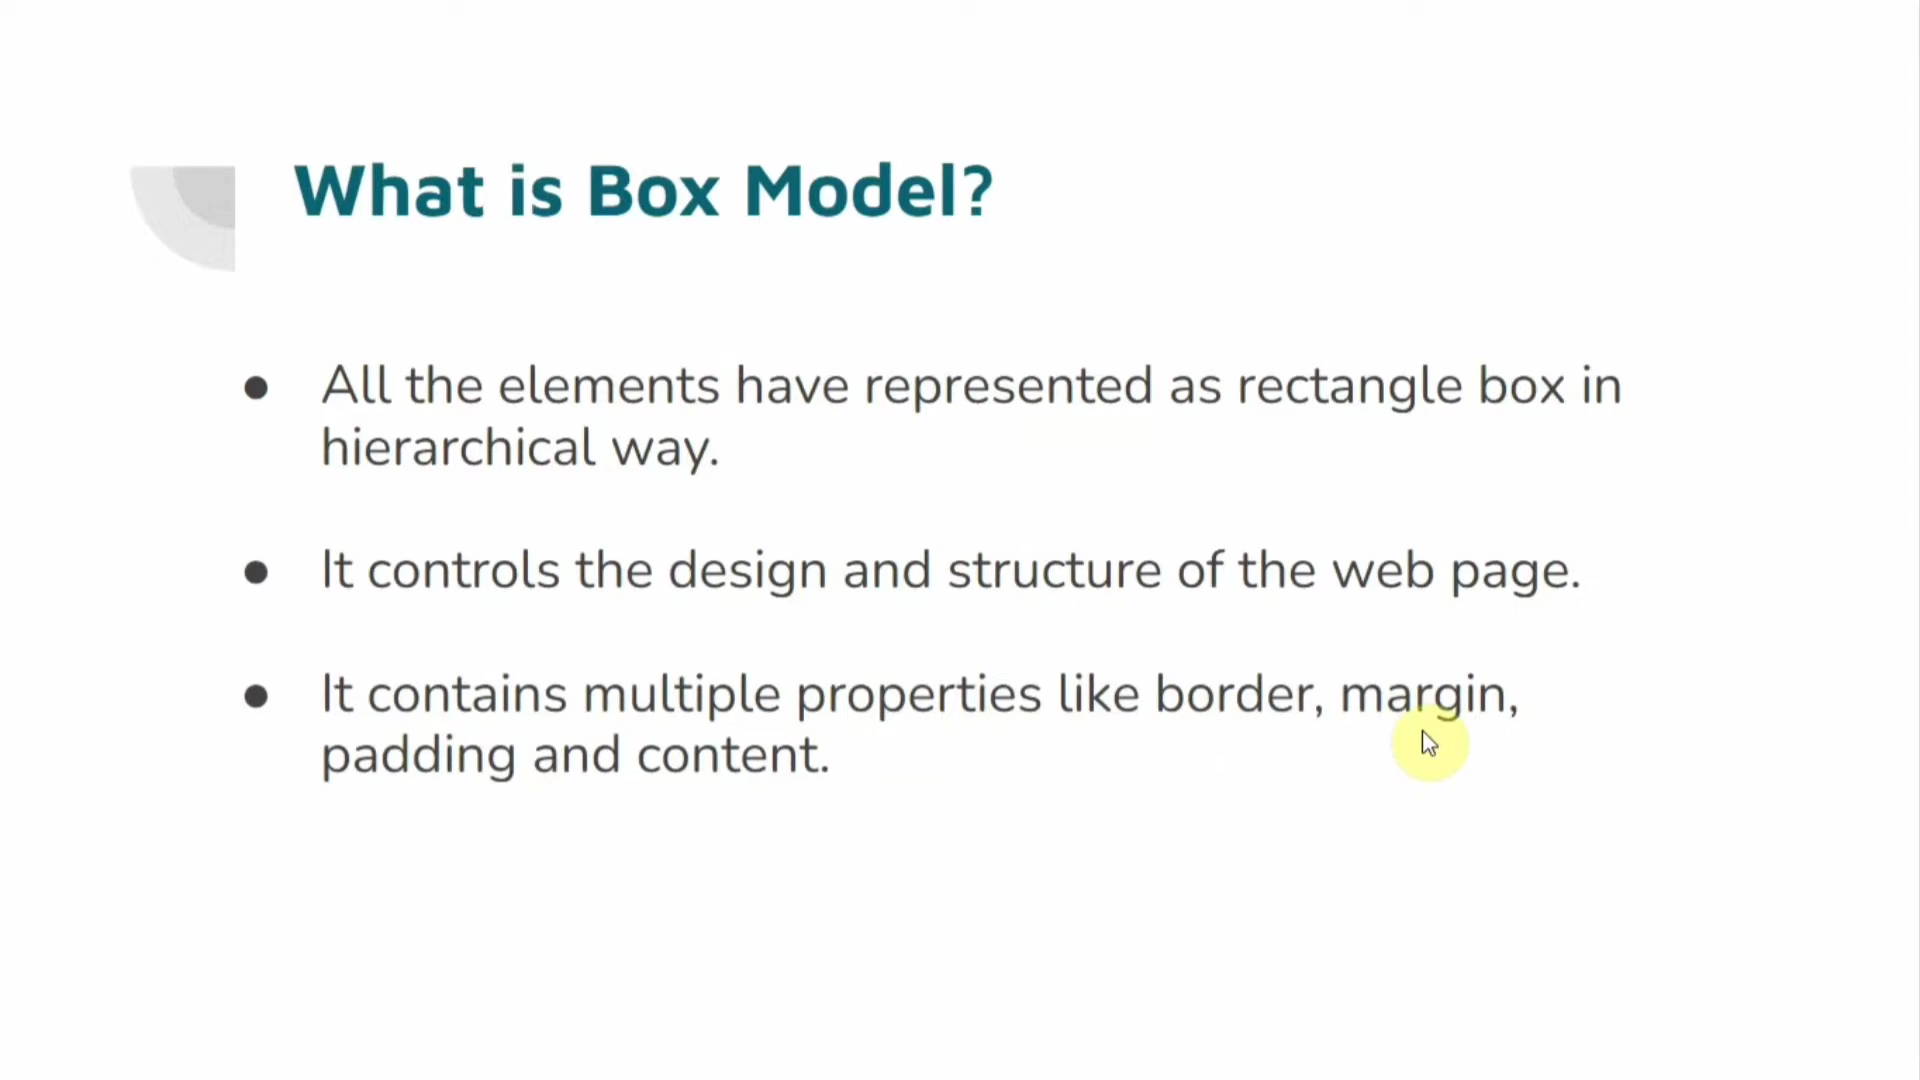 What is Box Model?
● All the elements have represented as rectangle box in
hierarchical way.
● It controls the design and structure of the web page.
● It contains multiple properties like border, margin,
padding and content.